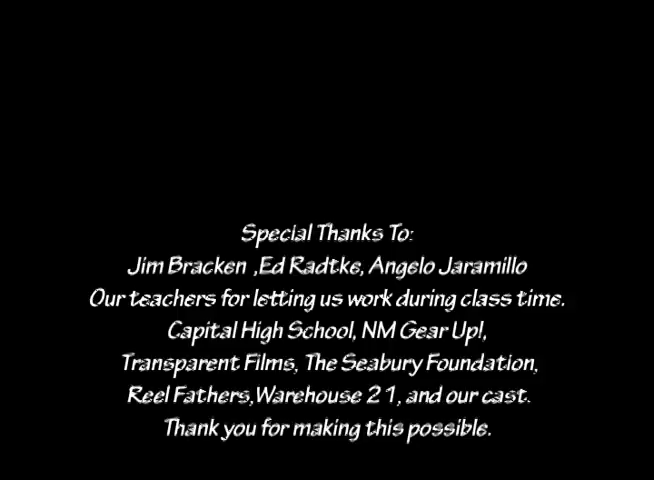 Special Thanks To:
Jim Bracken ,Ed Radtke, Angelo Jaramillo
Our teachers for letting us work during class time.
Capital High School, NM Gear Up!,
Transparent Films, The Seabury Foundation,
Reel Fathers,Warehouse 21, and our cast.
Thank you for making this possible.